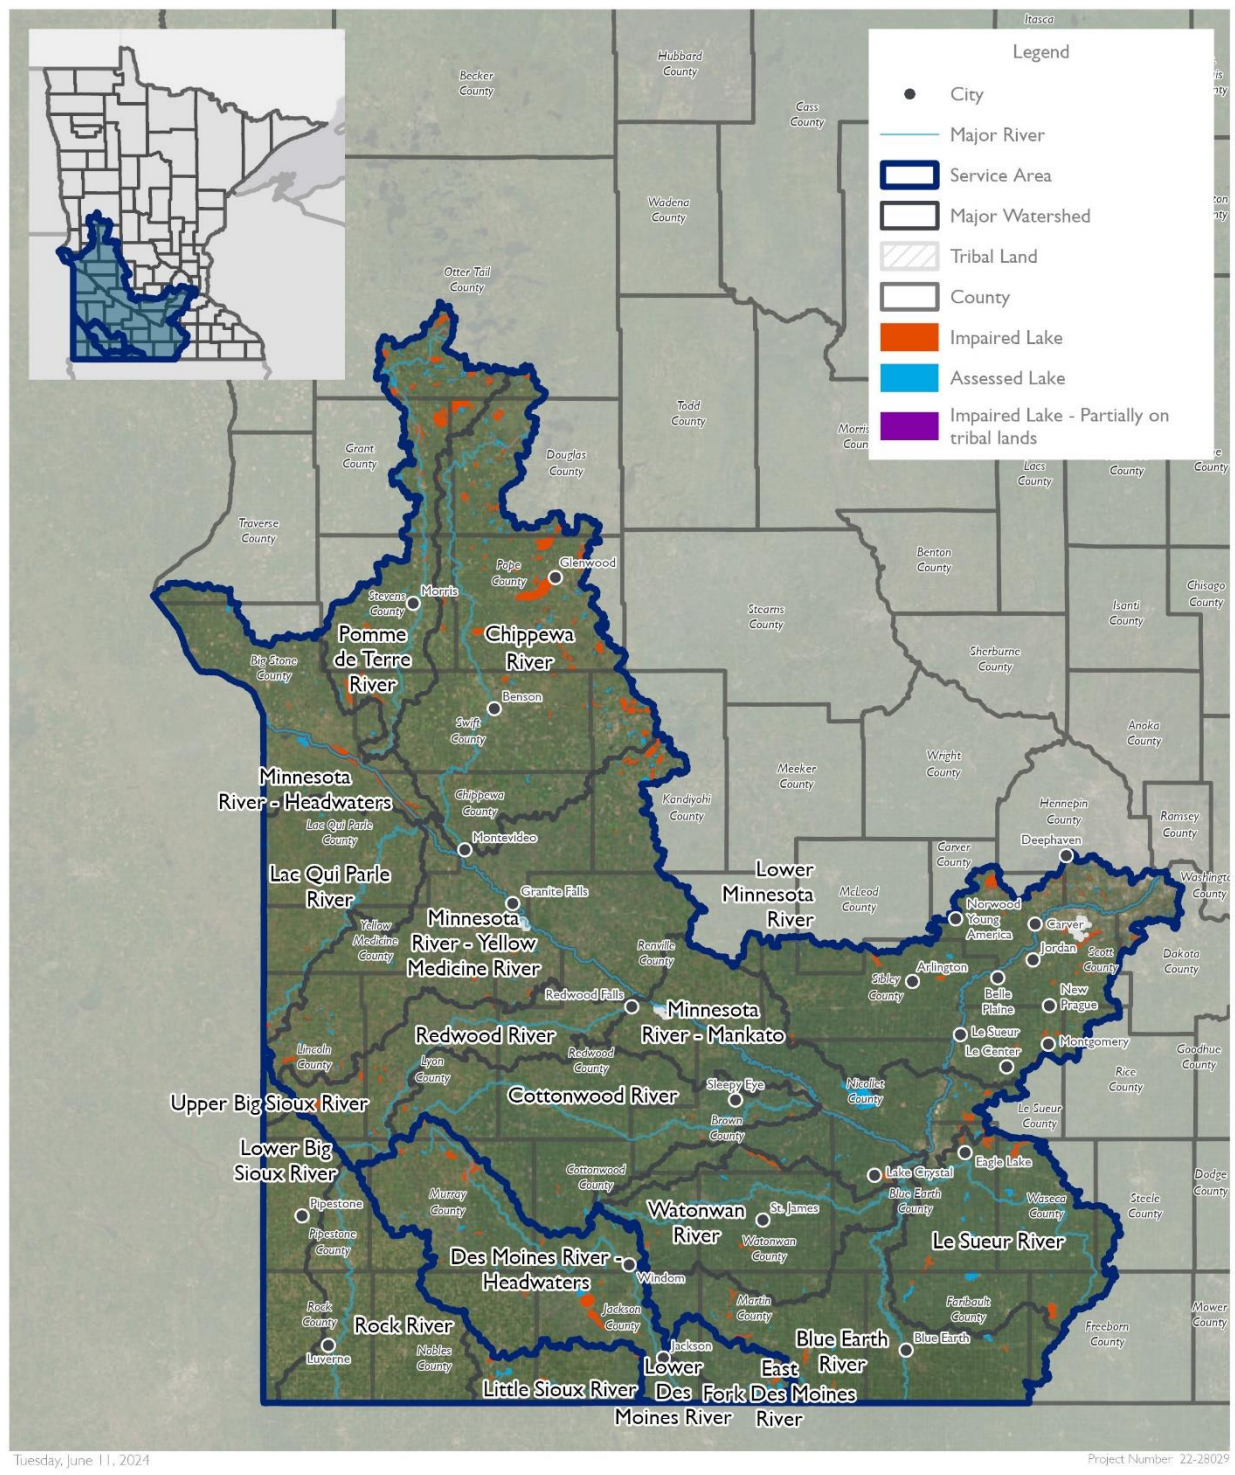 Itasca
Legend
City
Major River
Service Area
Major Watershed
Tribal Land
County
Impaired Lake
Assessed Lake
Impaired Lake - Partially on
tribal lands
Hubbard
County
Becker
County
Cass
County
Wadena
County
Otter Tail
County
Todd
County
Grant
County
Douglas
County
Lacs
County
County
Traverse
County
Benton
County
Pope
County
Glenwood
Stevens
County
Morris
Chisago
County
Isanti
County
Stearns
County
Pomme
de Terre
River
Chippewa
River
Sherburne
County
Big Stone
County
Benson
Swift
County
Anoka
County
Wright
County
Meeker
County
Minnesota
River - Headwaters
Chippewa
County
Kandiyohi
County
Hennepin
County
Ramsey
County
Lac Qui Parle
County
Montevideo
Deephaven
Carver
County
Lac Qui Parle
River
Lower
Minnesota
River
McLeod
County
County
Granite Falls
Norwood
Young
America
Carver
Minnesota
River - Yellow
Medicine River
Yellow
Medicine
County
Renville
County
Jordan
Scott
County
Dakota
County
Sibley
County
Arlington
Belle
Plaine
New
Prague
Redwood Falls
Minnesota
River - Mankato
Redwood River
Le Sueur
Le Center
Montgomery
Lincoln
County
Lyon
County
Redwood
County
Goodhue
County
Rice
County
Upper Big Sioux River
Cottonwood River
Sleepy Eye
Nicollet
County
Brown
County
Le Sueur
County
Lower Big
Sioux River
Eagle Lake
Cottonwood
County
Lake Crystal
Dodge
County
Pipestone
Murray
County
Blue Earth
County
Waseca
County
Steele
County
Pipestone
County
Watonwan
River
St. James
Watonwan
County
Le Sueur River
Des Moines River -
Headwaters
Windom
Rock
County
Jackson
County
Martin
County
Faribault
County
Mower
County
Freeborn
County
Rock River
Blue Earth
River
Blue Earth
Luverne
Nobles
County
Jackson
Little Sioux River
Lower
Des
Moines River
East
Fork Des Moines
River
Tuesday, June 11, 2024
Project Number 22-28029